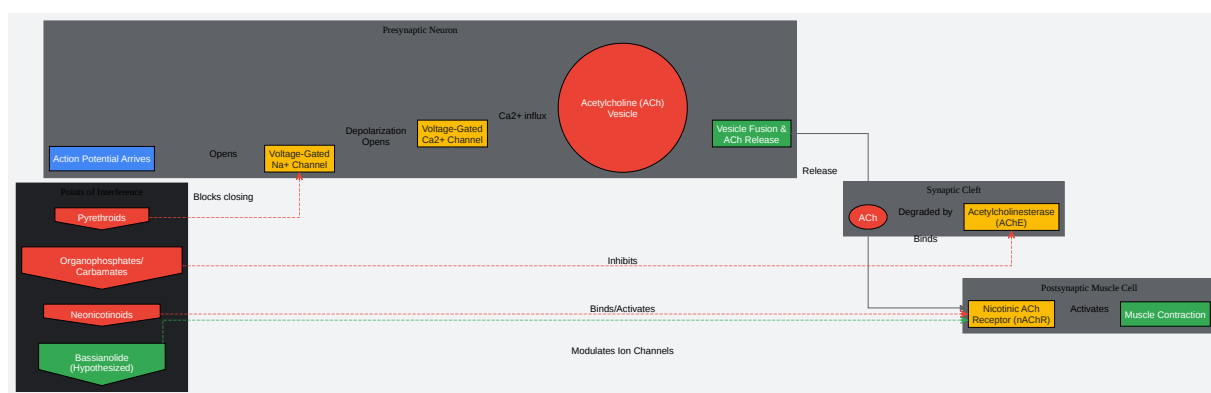 Presynaptic Neuron
Acetylcholine (ACh)
Vesicle
Ca2+ influx
Voltage-Gated
Ca2+ Channel
Vesicle Fusion &
ACh Release
Depolarization
Opens
Action Potential Arrives
Opens
Voltage-Gated
Na+ Channel
Release
Points of Interference
Blocks closing
Pyrethroids
Synaptic Cleft
ACh
Degraded by
Acetylcholinesterase
(AChE)
Binds
Organophosphates/
Carbamates
Inhibits
Postsynaptic Muscle Cell
Neonicotinoids
Binds/Activates
Nicotinic ACh
Receptor (nAChR)
Activates
Muscle Contraction
Bassianolide
(Hypothesized)
Modulates Ion Channels